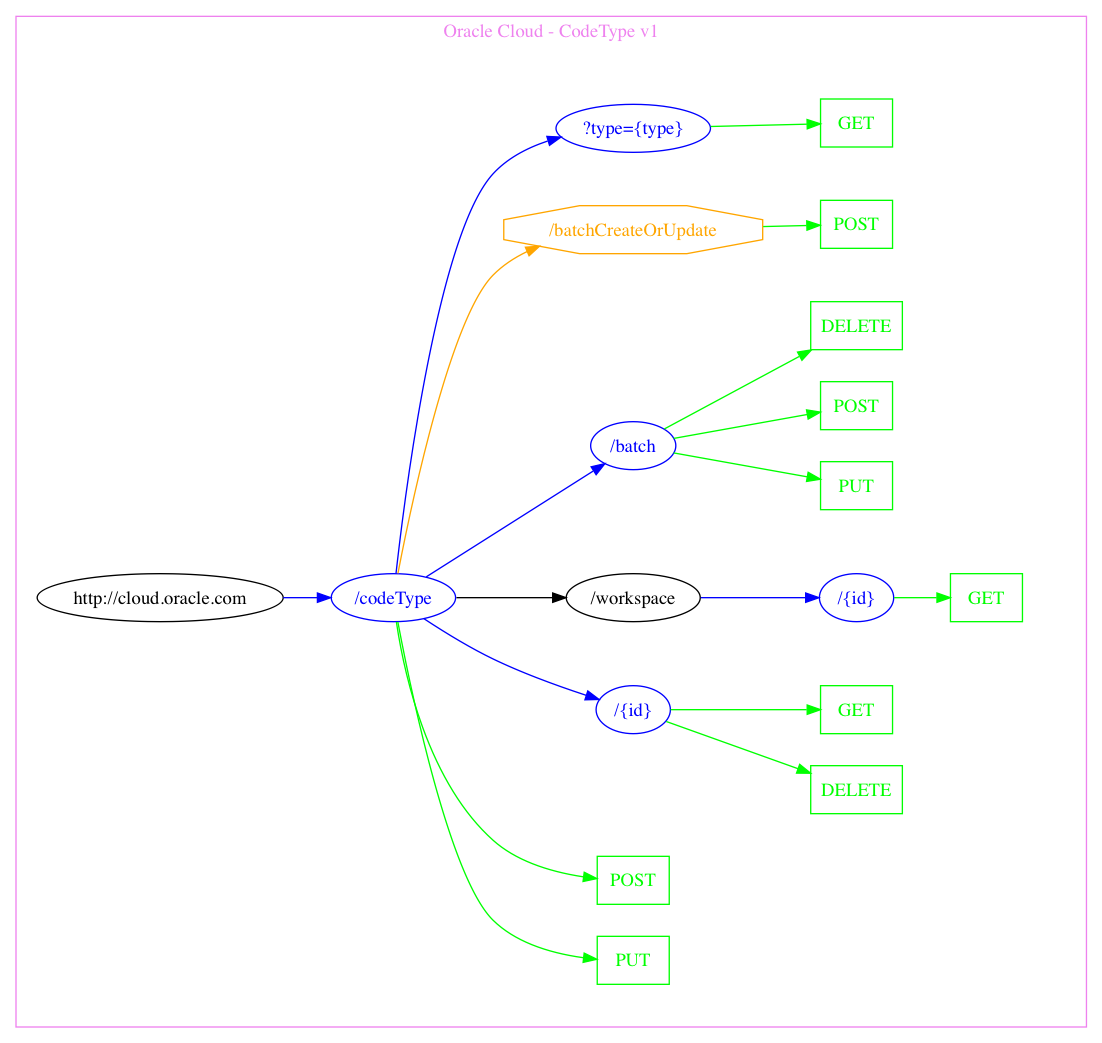 Oracle Cloud - CodeType v1
?type={type}
GET
/batchCreateOrUpdate
POST
DELETE
POST
/batch
PUT
http://cloud.oracle.com
/codeType
/workspace
/{id}
GET
/{id}
GET
DELETE
POST
PUT